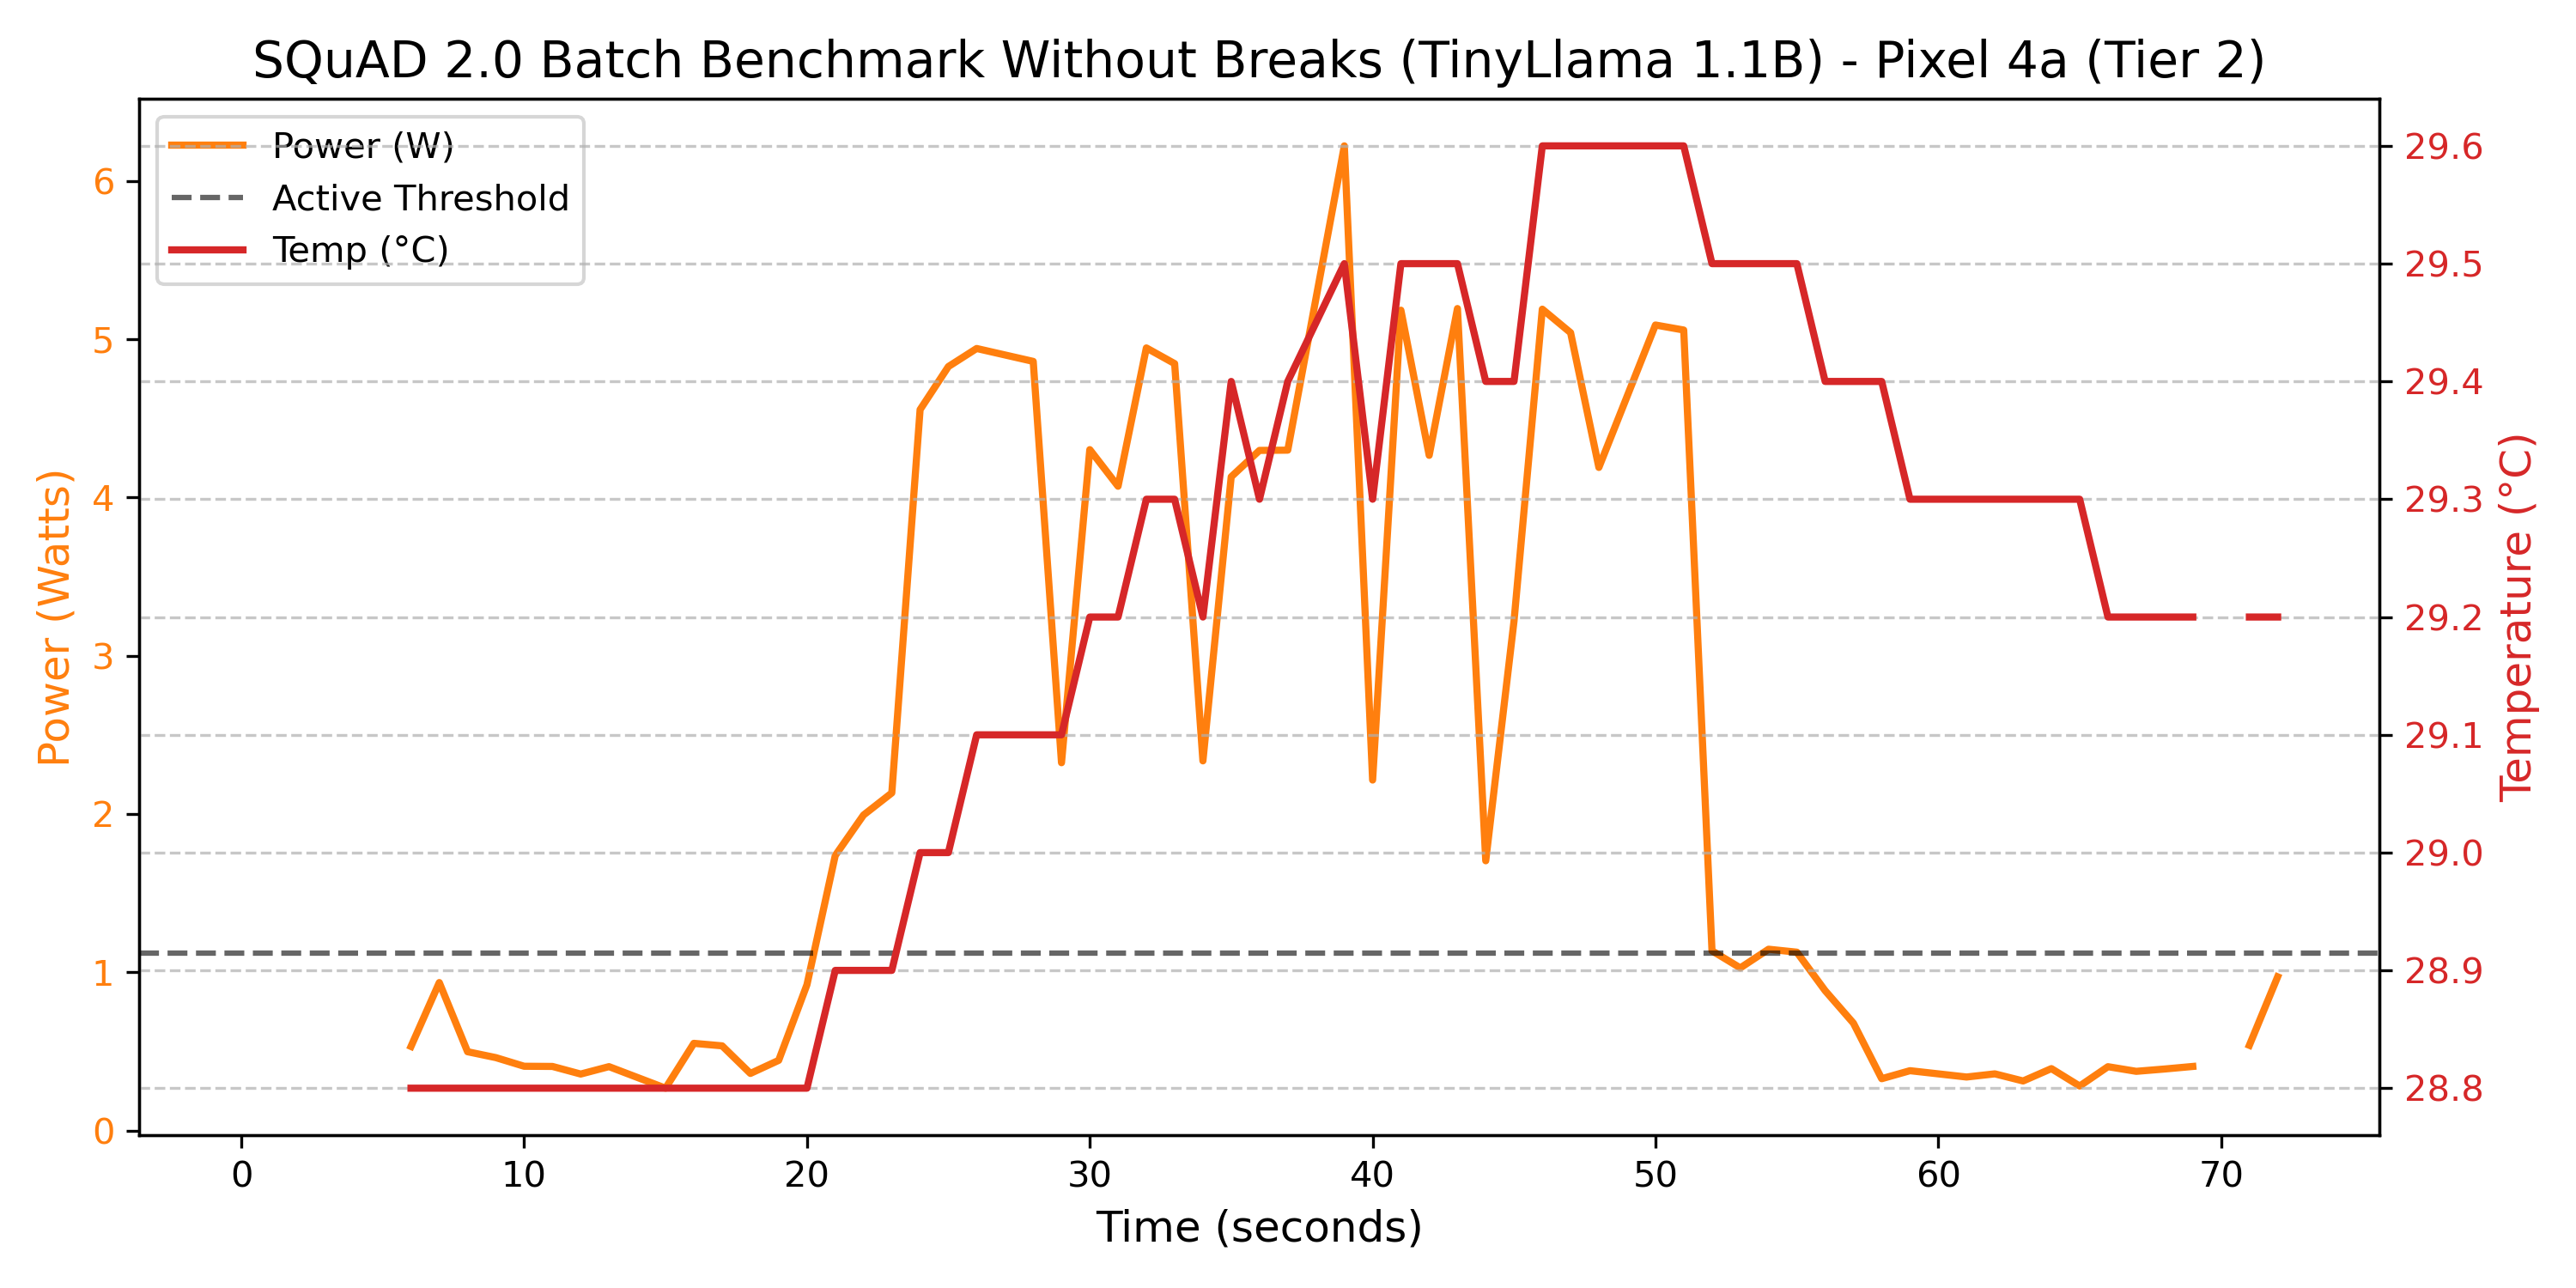 SQuAD 2.0 Batch Benchmark Without Breaks (TinyLlama 1.1B) - Pixel 4a (Tier 2)
Power (W)
Active Threshold
Temp (°C)
Power (Watts)
6
5
4
3
2
1
0
29.6
29.5
29.4
29.3
29.2
29.1
29.0
28.9
28.8
Temperature (°C)
0 10 20 30 40 50 60 70
Time (seconds)